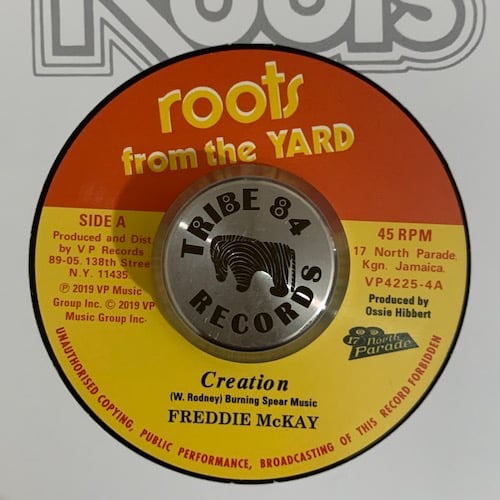 Roots
roots
from the YARD
TRIBE 84
RECORDS
SIDE A
Produced and Dist.
by V P Records
89-05. 138th Street
N.Y. 11435
℗ 2019 VP Music
Group Inc. © 2019 VP
Music Group Inc.
45 RPM
17 North Parade,
Kgn. Jamaica.
VP4225-4A
Produced by
Ossie Hibbert
17 North
Parade
Creation
(W. Rodney) Burning Spear Music
FREDDIE McKAY
UNAUTHORISED COPYING, PUBLIC PERFORMANCE, BROADCASTING OF THIS RECORD FORBIDDEN